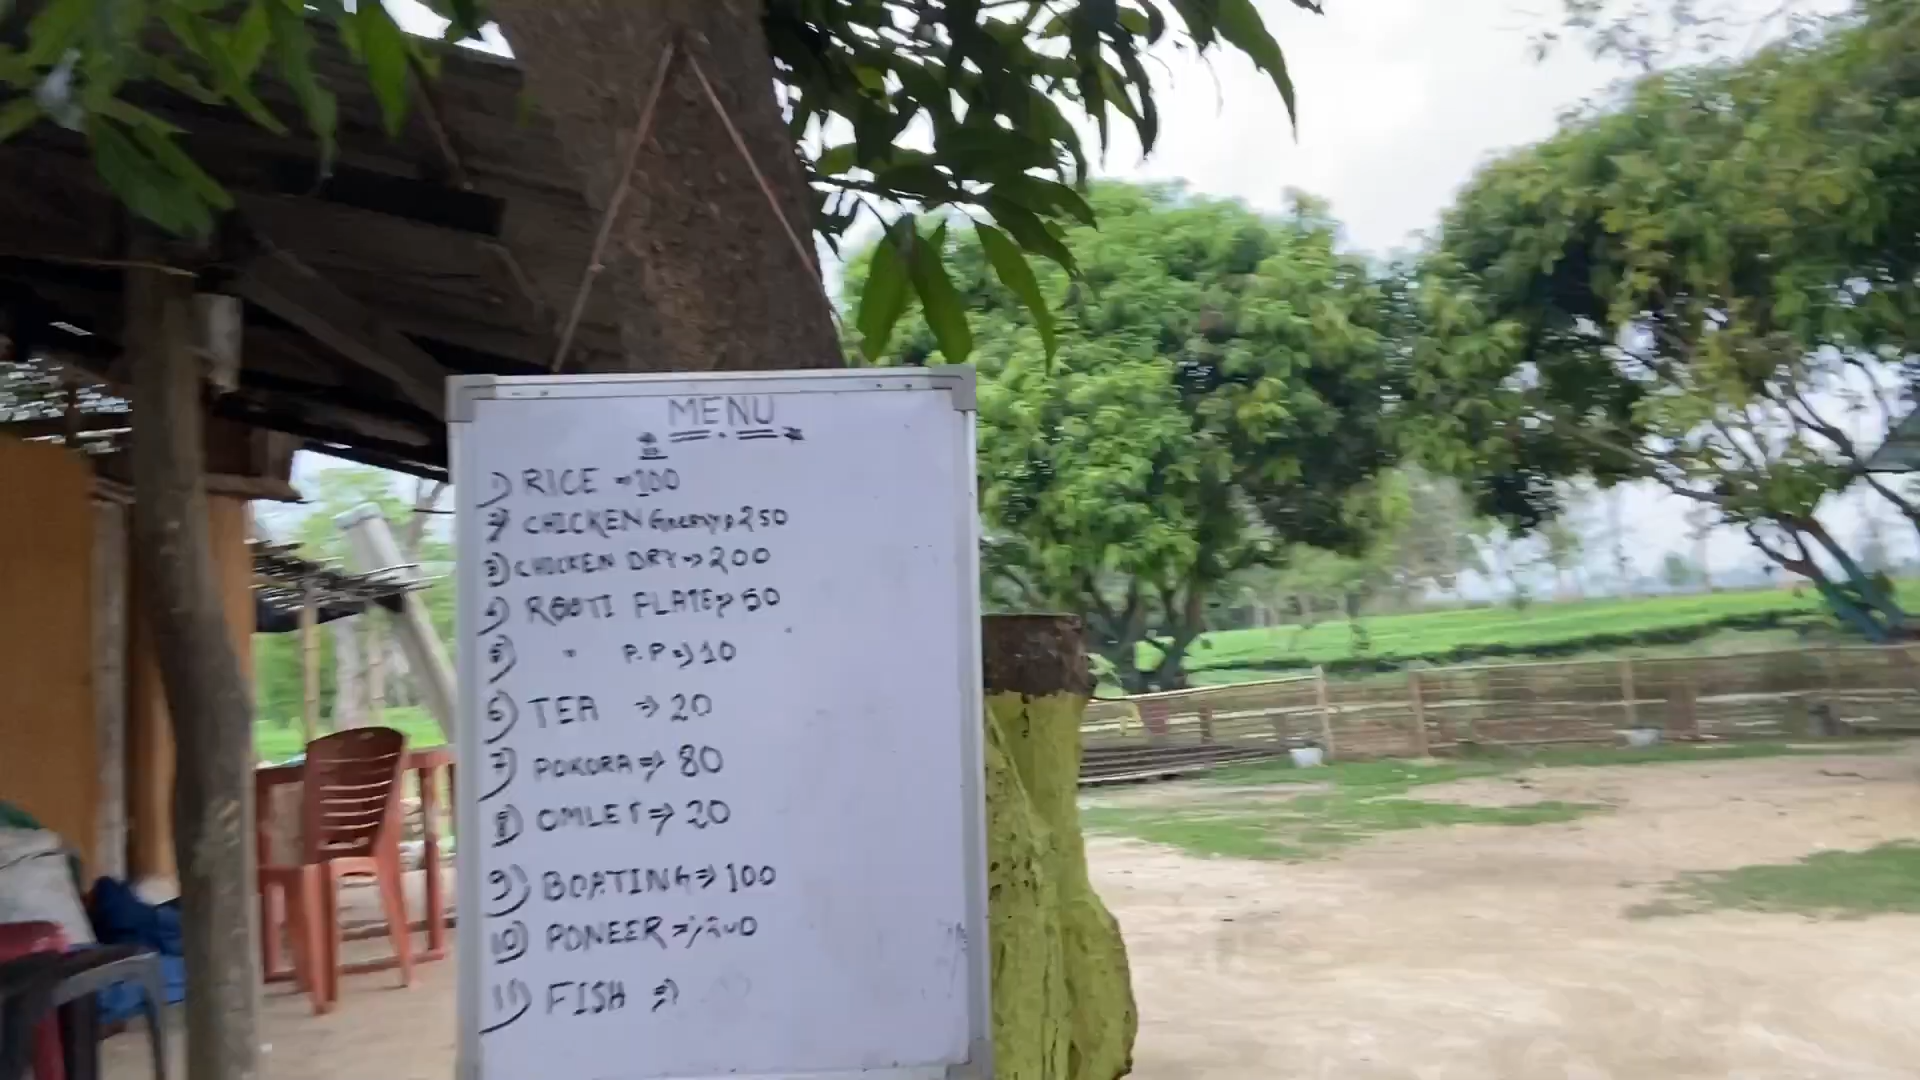 MENU
1) RICE ⇒100
2) CHICKEN Gravy⇒250
3) CHICKEN DRY⇒200
4) ROOTI PLATE⇒50
5) " P.P⇒10
6) TEA ⇒20
7) POKORA⇒80
8) OMLET⇒20
9) BOATING⇒100
10) PONEER⇒200
11) FISH ⇒